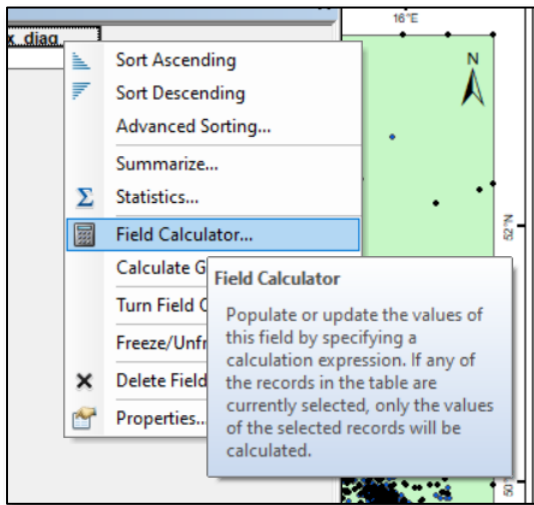 x_diag
Sort Ascending
Sort Descending
Advanced Sorting...
Summarize...
Σ Statistics...
Field Calculator...
Calculate G
Turn Field C
Freeze/Unfr
Delete Field
Properties...
Field Calculator
Populate or update the values of
this field by specifying a
calculation expression. If any of
the records in the table are
currently selected, only the values
of the selected records will be
calculated.
16°E
N
52°N
50°